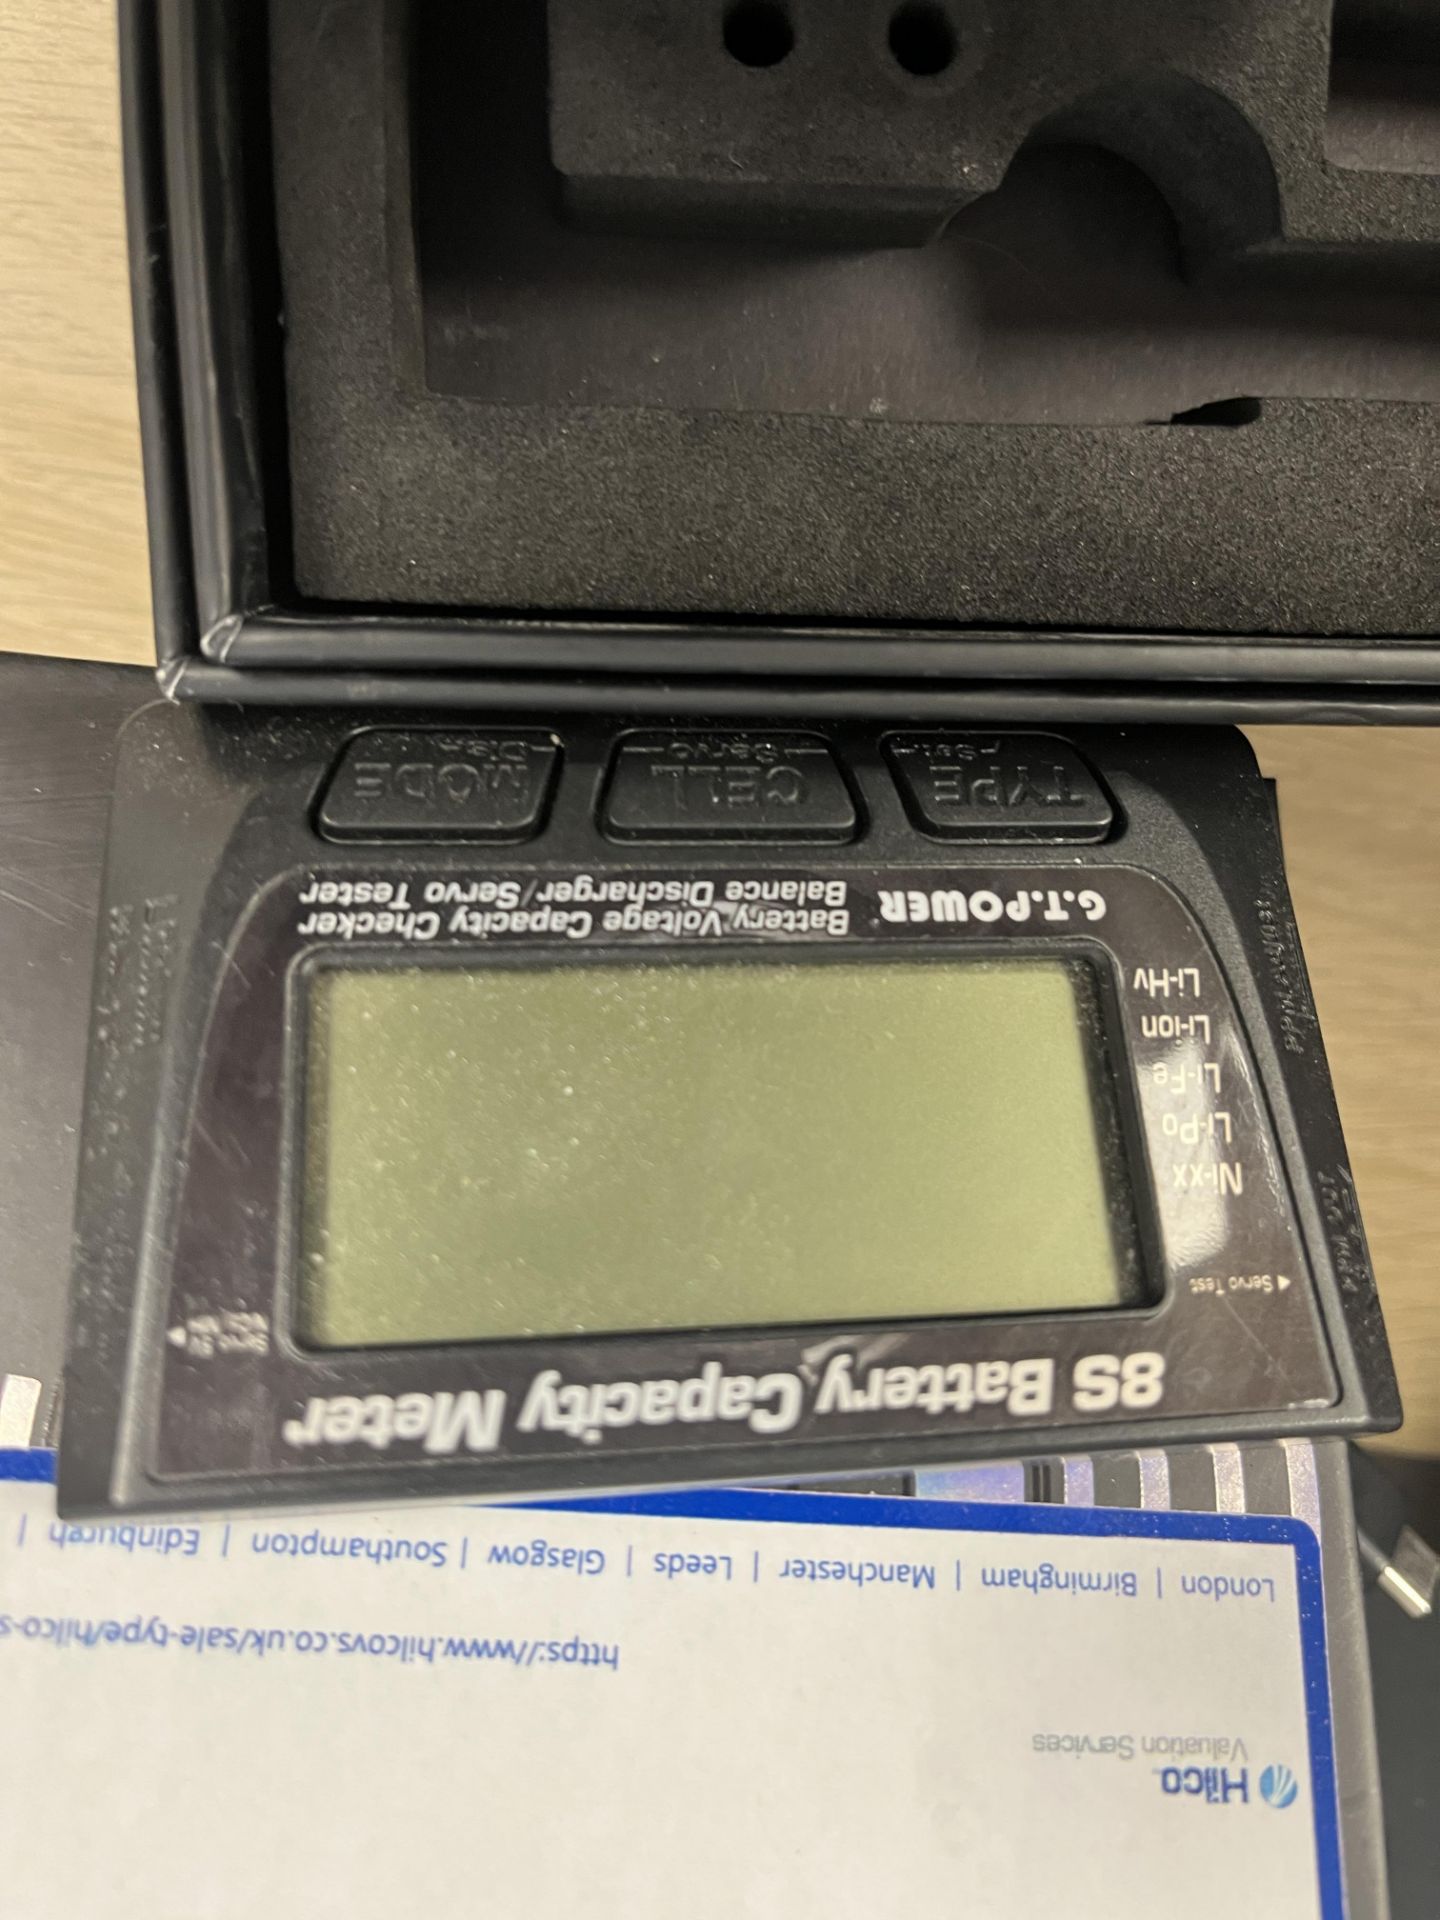 8S Battery Capacity Meter
◀ Servo Test
Ni-xx
Li-Po
Li-Fe
Li-ion
Li-Hv
G.T.POWER
Battery Voltage Capacity Checker
Balance Discharger/Servo Tester
TYPE
Set
CELL
Servo
MODE
Hilco
Valuation Services
https://www.hilcovs.co.uk/sale-type/hilco-s
London | Birmingham | Manchester | Leeds | Glasgow | Southampton | Edinburgh |